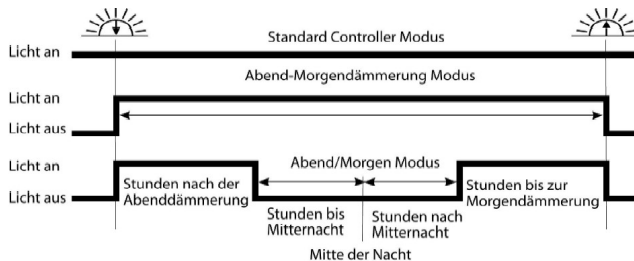 Standard Controller Modus
Licht an
Abend-Morgendämmerung Modus
Licht an
Licht aus
Licht an
Abend/Morgen Modus
Stunden nach der
Abenddämmerung
Stunden bis zur
Morgendämmerung
Licht aus
Stunden bis
Mitternacht
Stunden nach
Mitternacht
Mitte der Nacht